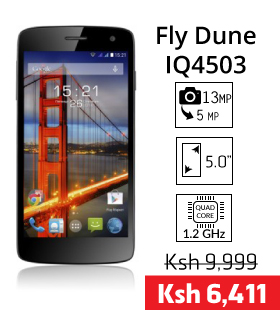 Fly Dune
IQ4503
13MP
5 MP
5.0"
QUAD
CORE
1.2 GHz
Ksh 9,999
Ksh 6,411
15:21
Google